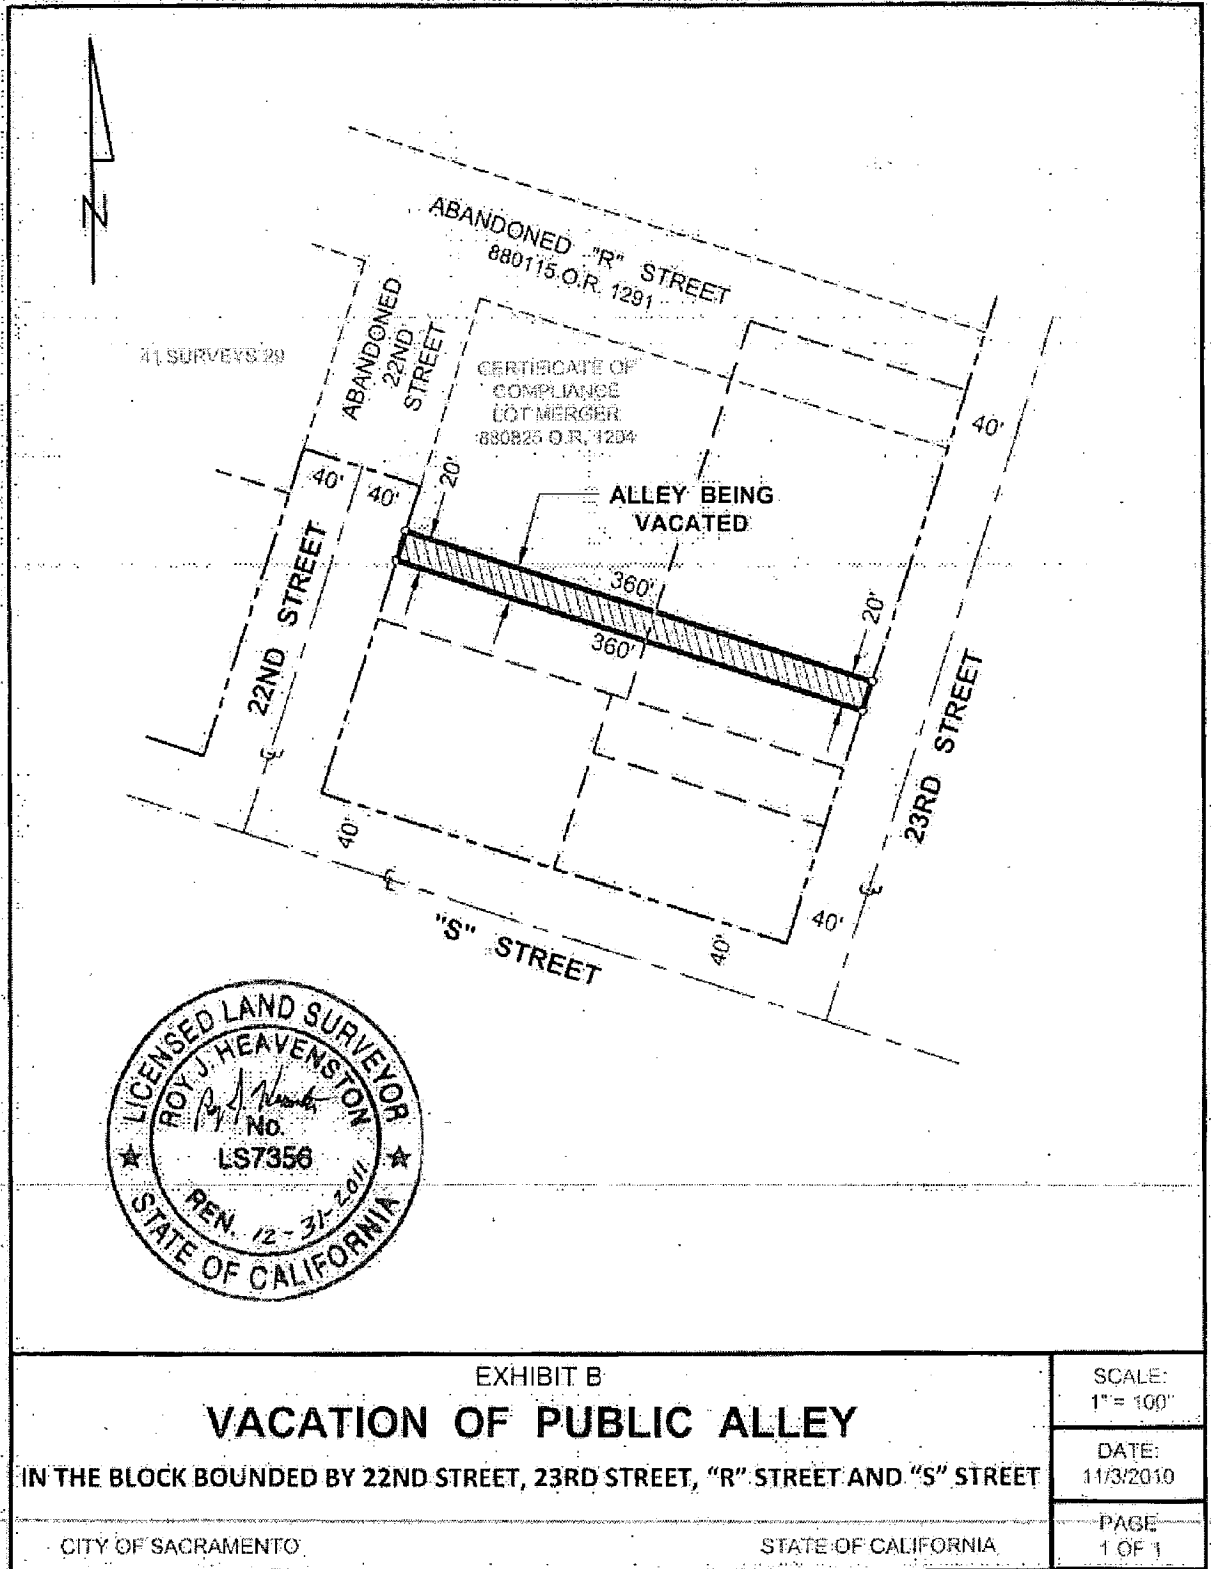 N
ABANDONED "R" STREET
880115 O.R. 1291
ABANDONED
22ND
STREET
41 SURVEYS 29
CERTIFICATE OF
COMPLIANCE
LOT MERGER
880825 O.R. 1204
40'
40'
40'
20'
ALLEY BEING
VACATED
360'
360'
20'
22ND STREET
23RD STREET
40'
40'
40'
"S" STREET
LICENSED LAND SURVEYOR
ROY J. HEAVENSTON
No.
LS7356
REN. 12-31-2011
STATE OF CALIFORNIA
EXHIBIT B
VACATION OF PUBLIC ALLEY
IN THE BLOCK BOUNDED BY 22ND STREET, 23RD STREET, “R” STREET AND “S” STREET
CITY OF SACRAMENTO
STATE OF CALIFORNIA
SCALE:
1" = 100'
DATE:
11/3/2010
PAGE
1 OF 1